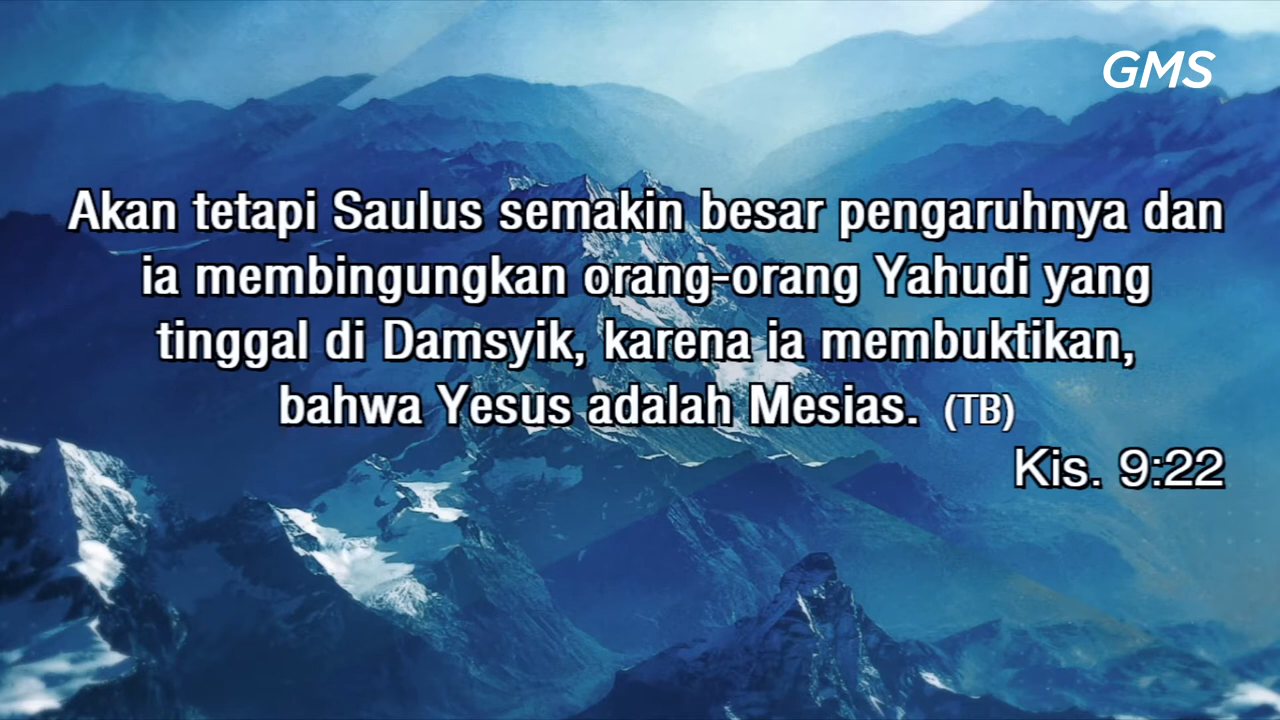 GMS
Akan tetapi Saulus semakin besar pengaruhnya dan
ia membingungkan orang-orang Yahudi yang
tinggal di Damsyik, karena ia membuktikan,
bahwa Yesus adalah Mesias. (TB)
Kis. 9:22